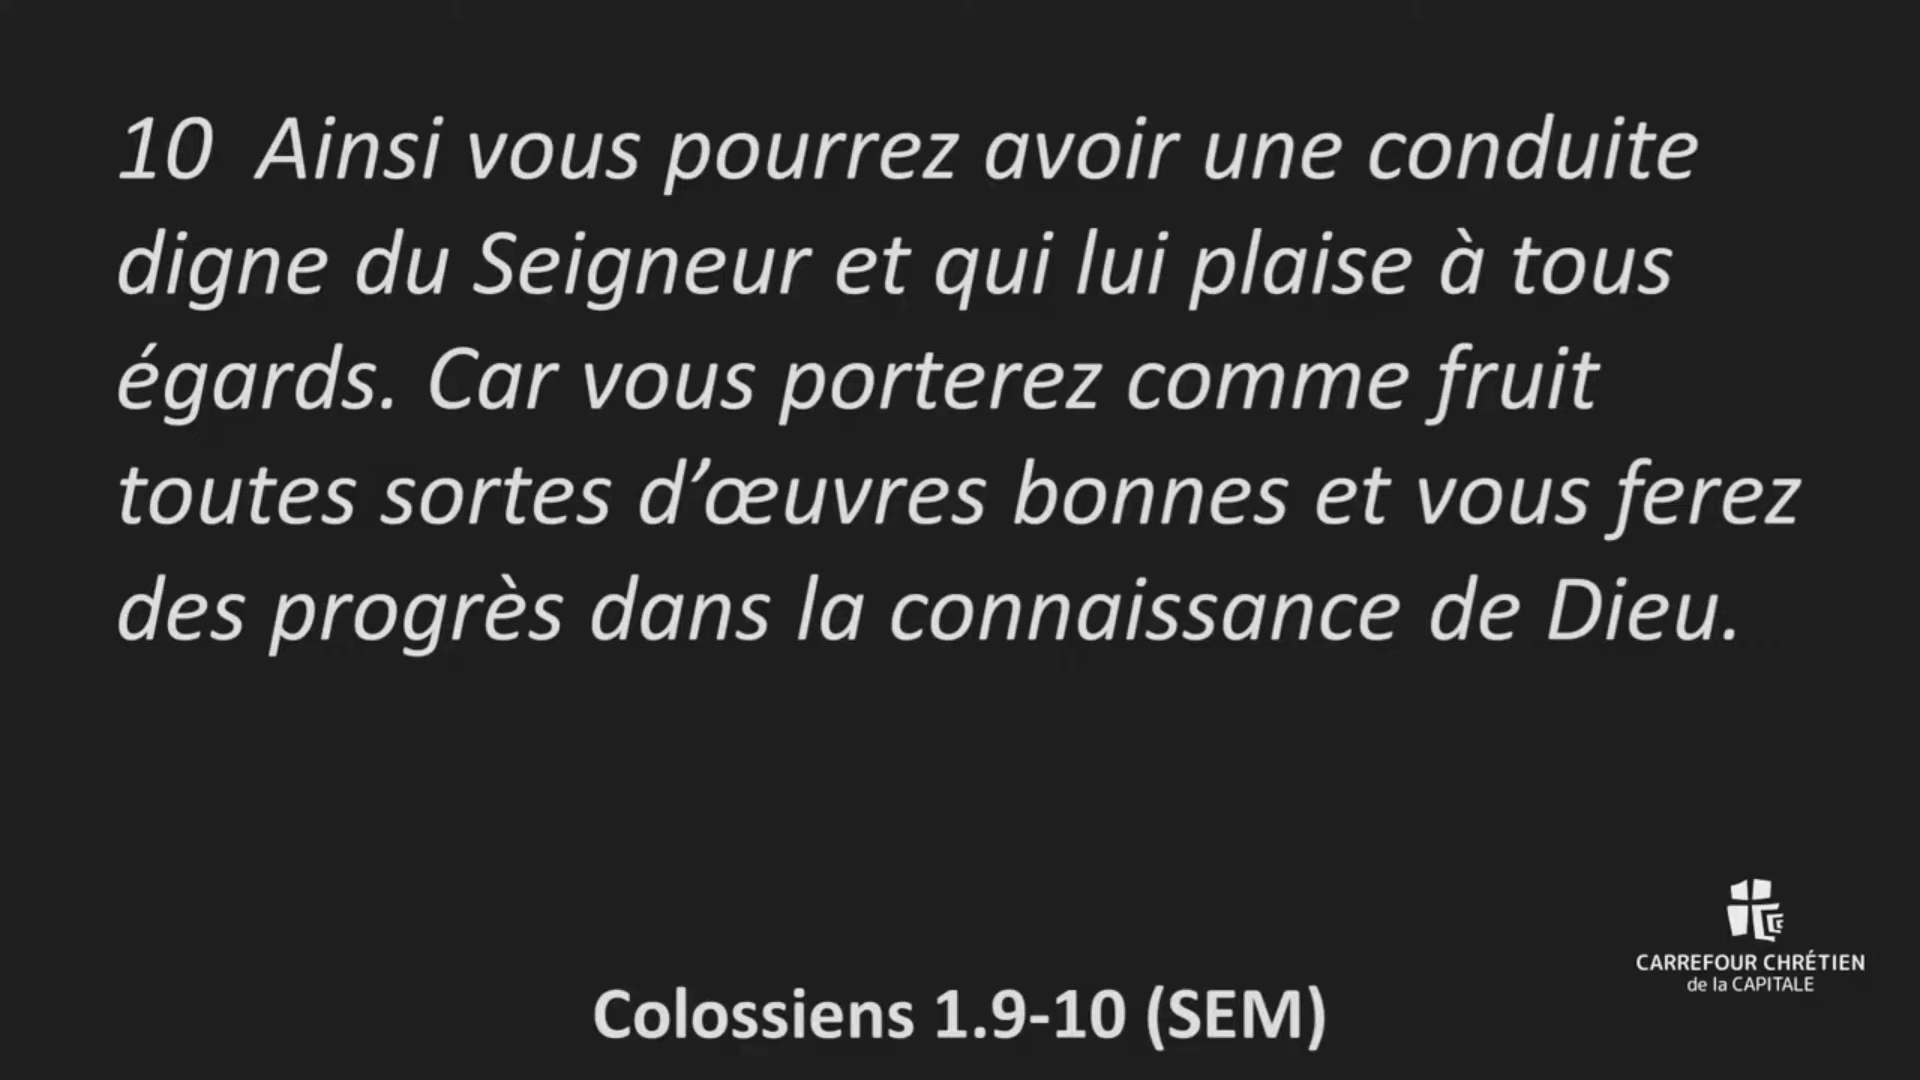 10 Ainsi vous pourrez avoir une conduite
digne du Seigneur et qui lui plaise à tous
égards. Car vous porterez comme fruit
toutes sortes d’œuvres bonnes et vous ferez
des progrès dans la connaissance de Dieu.
CARREFOUR CHRÉTIEN
de la CAPITALE
Colossiens 1.9-10 (SEM)